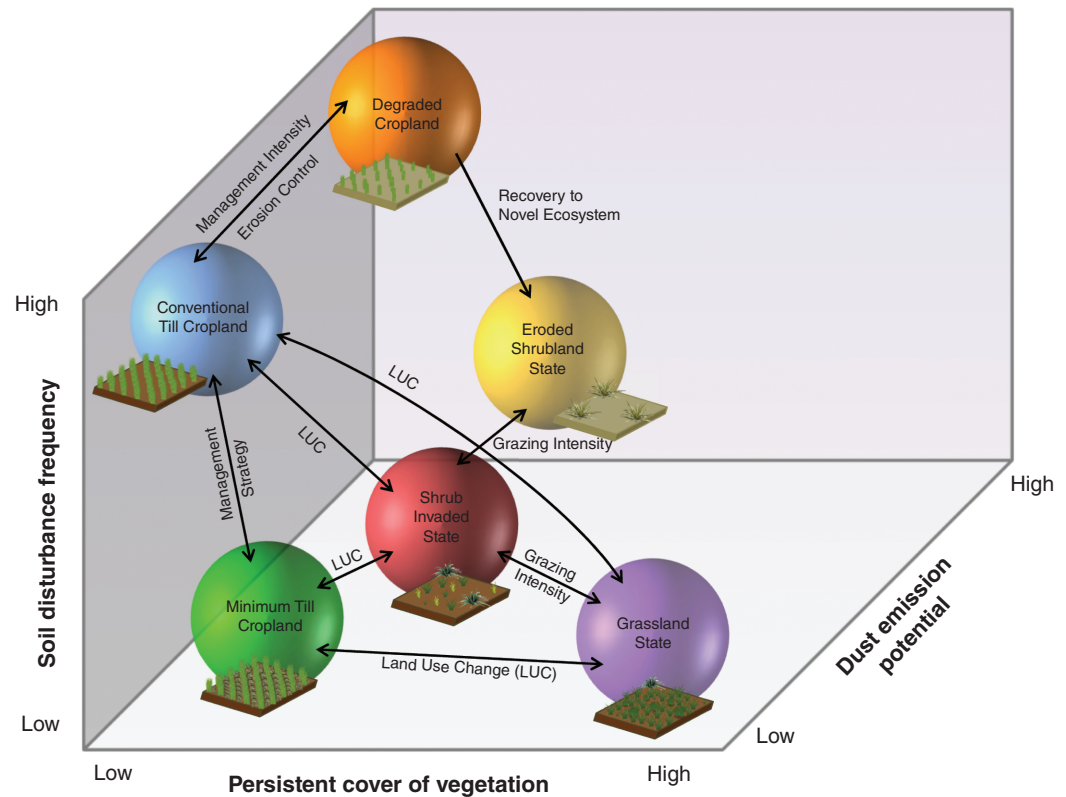 Degraded
Cropland
Management Intensity
Erosion Control
Recovery to
Novel Ecosystem
High
Conventional
Till Cropland
Eroded
Shrubland
State
LUC
LUC
Grazing Intensity
Management
Strategy
Shrub
Invaded
State
High
LUC
Grazing
Intensity
Minimum Till
Cropland
Grassland
State
Land Use Change (LUC)
Soil disturbance frequency
Dust emission
potential
Low
Low
Low
High
Persistent cover of vegetation